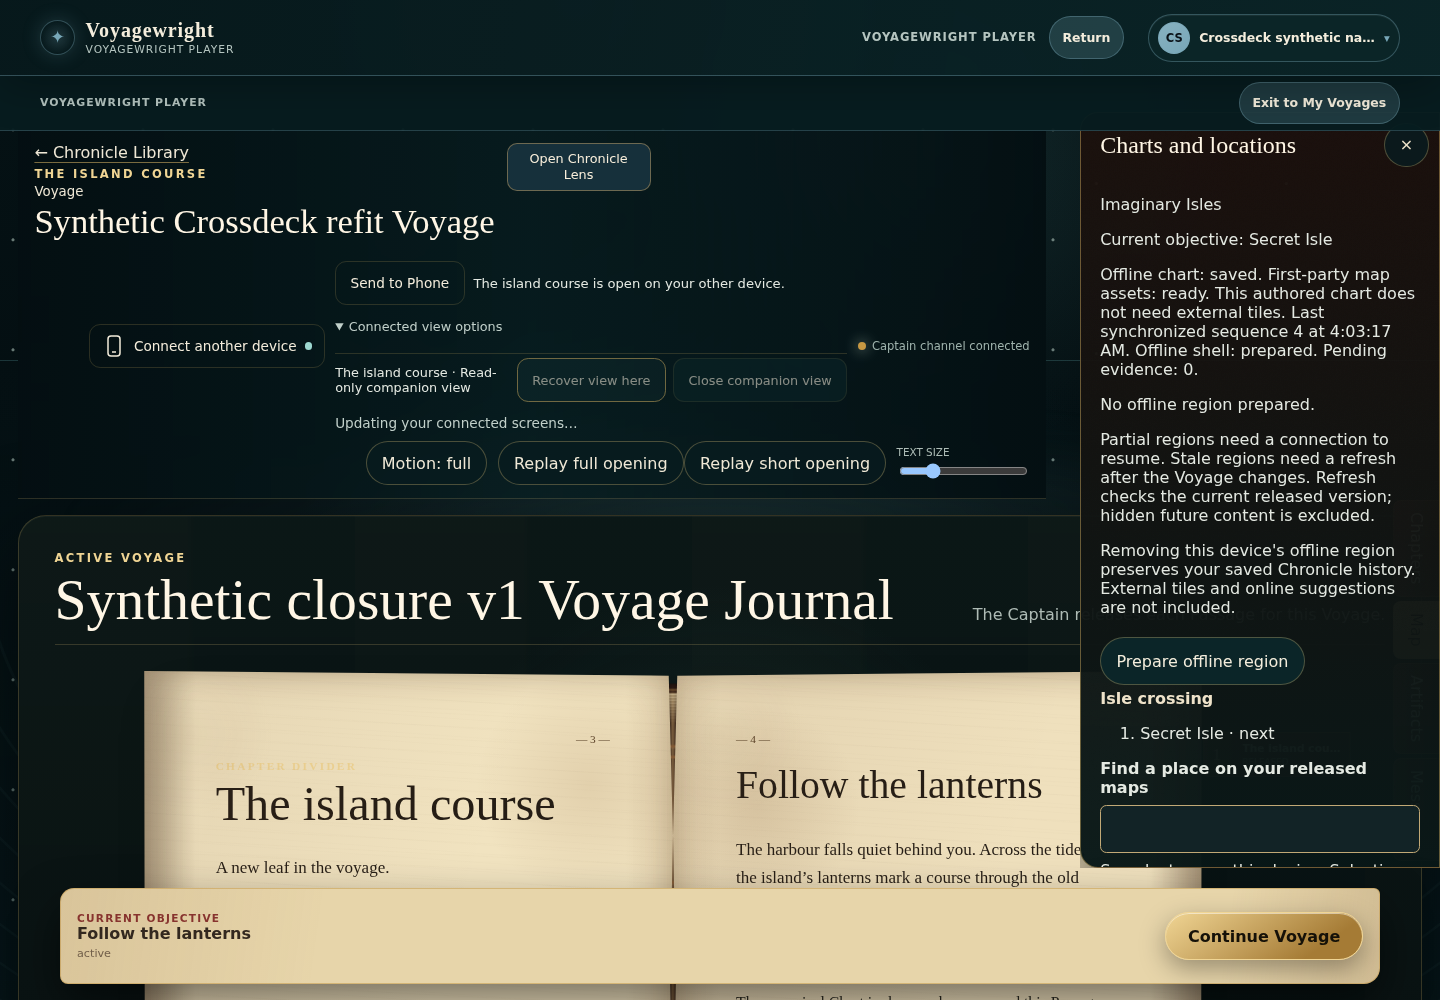 Voyagewright
VOYAGEWRIGHT PLAYER
VOYAGEWRIGHT PLAYER
Return
CS
Crossdeck synthetic na…
VOYAGEWRIGHT PLAYER
Exit to My Voyages
← Chronicle Library
THE ISLAND COURSE
Voyage
Synthetic Crossdeck refit Voyage
Open Chronicle
Lens
Send to Phone
The island course is open on your other device.
Connect another device
▼ Connected view options
Captain channel connected
The island course · Read-
only companion view
Recover view here
Close companion view
Updating your connected screens…
Motion: full
Replay full opening
Replay short opening
TEXT SIZE
ACTIVE VOYAGE
Synthetic closure v1 Voyage Journal
The Captain
— 3 —
CHAPTER DIVIDER
The island course
A new leaf in the voyage.
— 4 —
Follow the lanterns
The harbour falls quiet behind you. Across the tide
the island’s lanterns mark a course through the old
CURRENT OBJECTIVE
Follow the lanterns
active
Continue Voyage
Charts and locations
×
Imaginary Isles
Current objective: Secret Isle
Offline chart: saved. First-party map
assets: ready. This authored chart does
not need external tiles. Last
synchronized sequence 4 at 4:03:17
AM. Offline shell: prepared. Pending
evidence: 0.
No offline region prepared.
Partial regions need a connection to
resume. Stale regions need a refresh
after the Voyage changes. Refresh
checks the current released version;
hidden future content is excluded.
Removing this device's offline region
preserves your saved Chronicle history.
External tiles and online suggestions
are not included.
Prepare offline region
Isle crossing
1. Secret Isle · next
Find a place on your released
maps